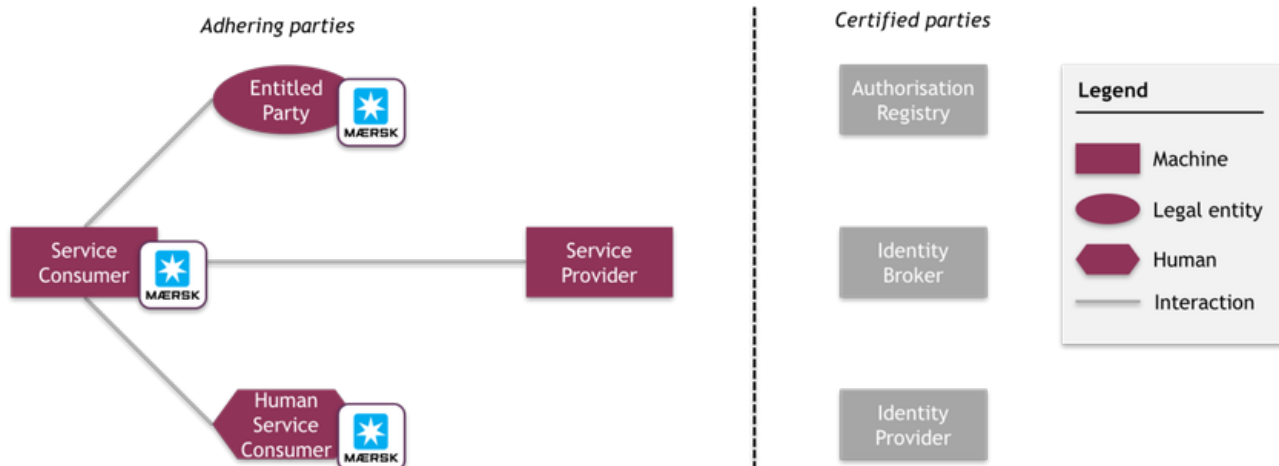 Adhering parties
Certified parties
Entitled
Party
MÆRSK
Authorisation
Registry
Legend
Machine
Legal entity
Human
Interaction
Service
Consumer
MÆRSK
Service
Provider
Identity
Broker
Human
Service
Consumer
MÆRSK
Identity
Provider